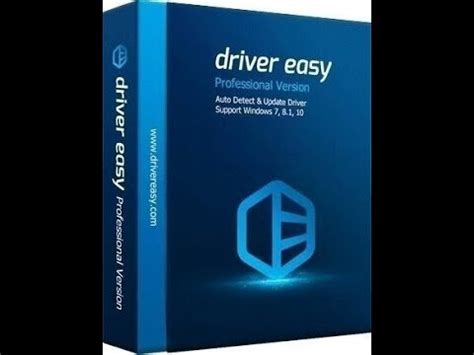 driver easy
Professional Version
Auto Detect & Update Driver
Support Windows 7, 8.1, 10
www.drivereasy.com
driver easy
Professional Version